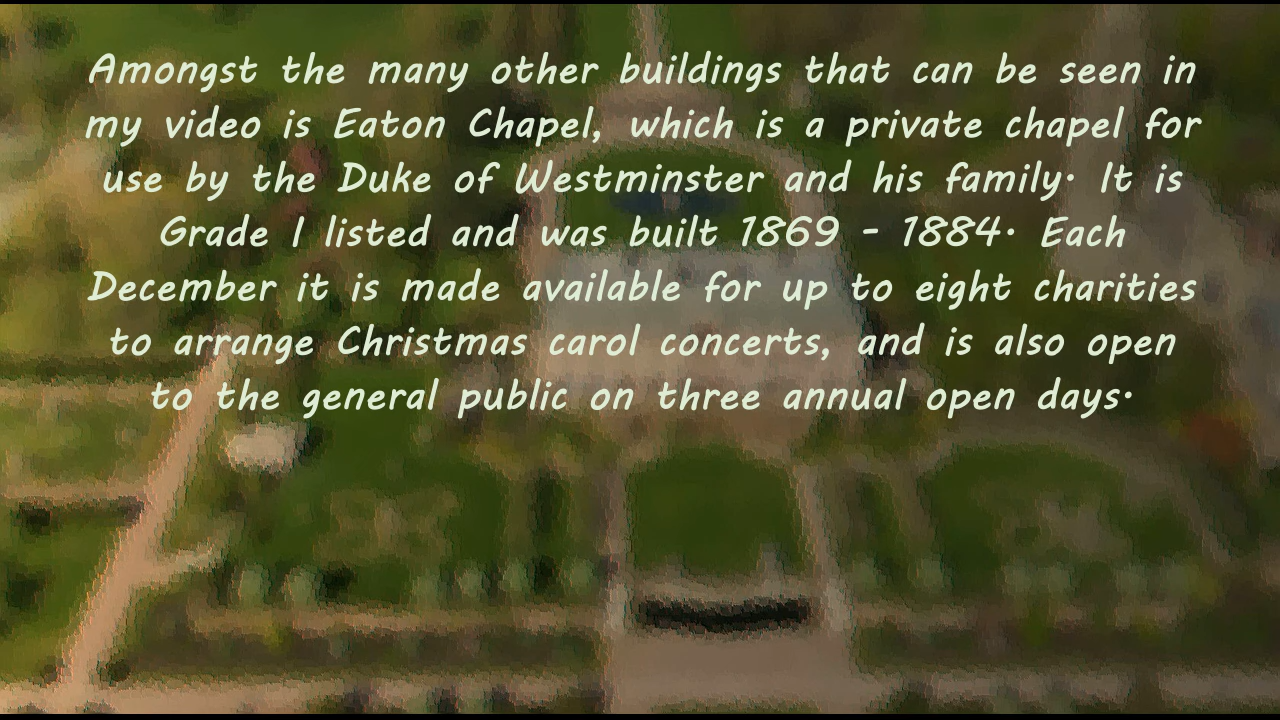 Amongst the many other buildings that can be seen in
my video is Eaton Chapel, which is a private chapel for
use by the Duke of Westminster and his family. It is
Grade I listed and was built 1869 - 1884. Each
December it is made available for up to eight charities
to arrange Christmas carol concerts, and is also open
to the general public on three annual open days.